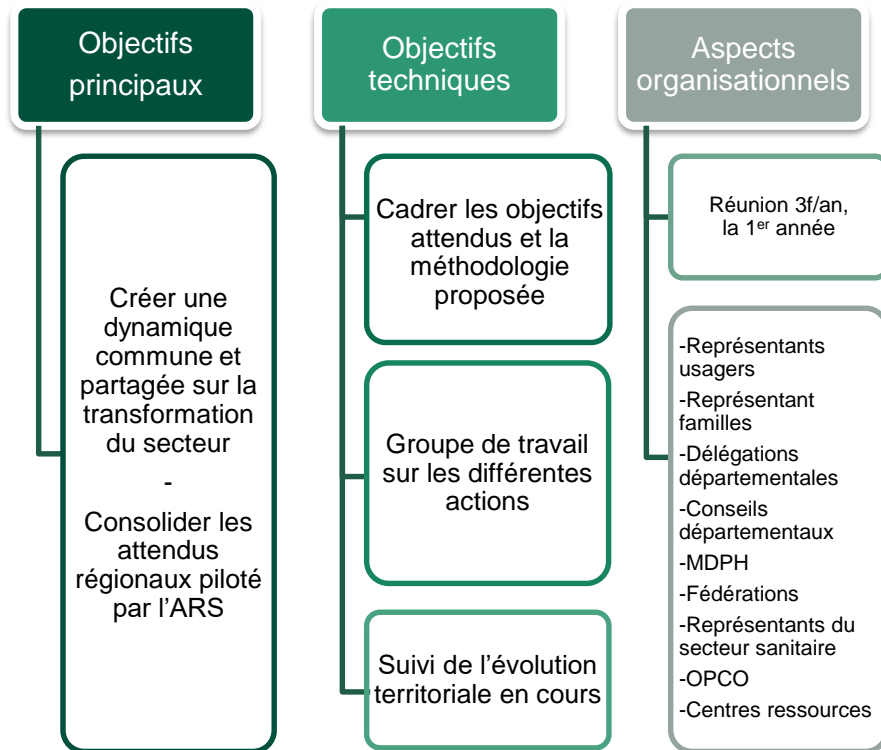 Objectifs
principaux
Créer une
dynamique
commune et
partagée sur la
transformation
du secteur
-
Consolider les
attendus
régionaux piloté
par l’ARS
Objectifs
techniques
Cadrer les objectifs
attendus et la
méthodologie
proposée
Groupe de travail
sur les différentes
actions
Suivi de l’évolution
territoriale en cours
Aspects
organisationnels
Réunion 3f/an,
la 1er année
-Représentants
usagers
-Représentant
familles
-Délégations
départementales
-Conseils
départementaux
-MDPH
-Fédérations
-Représentants du
secteur sanitaire
-OPCO
-Centres ressources